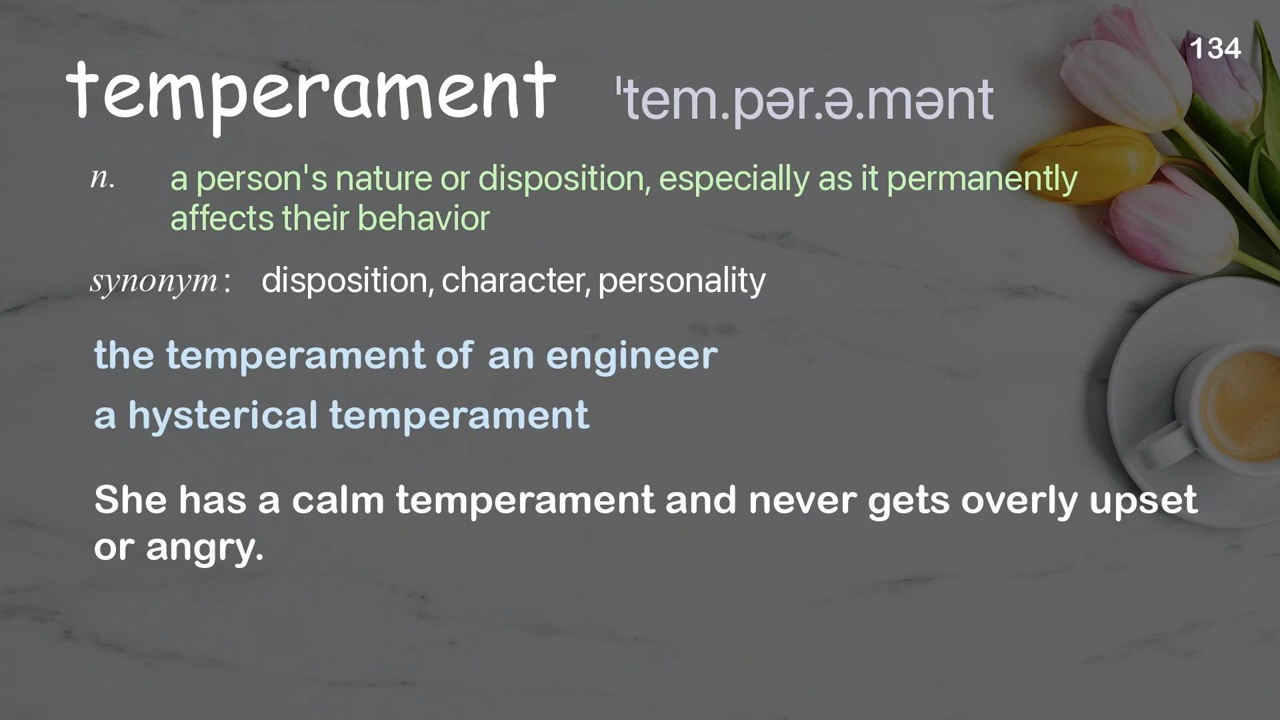 134
temperament ˈtem.pər.ə.mənt
n. a person's nature or disposition, especially as it permanently
affects their behavior
synonym: disposition, character, personality
the temperament of an engineer
a hysterical temperament
She has a calm temperament and never gets overly upset
or angry.